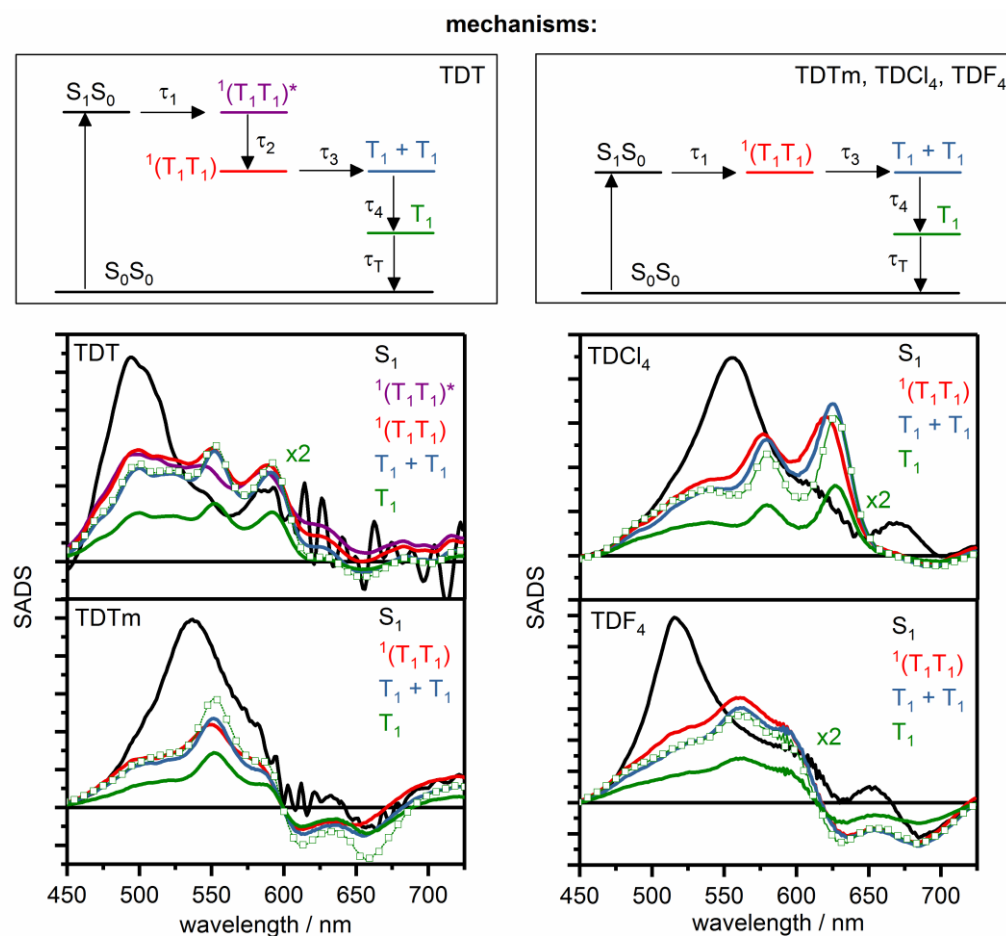 mechanisms:
TDT
S₁S₀
τ₁
¹(T₁T₁)*
τ₂
¹(T₁T₁)
τ₃
T₁ + T₁
τ₄
T₁
τ_T
S₀S₀
TDTm, TDCl₄, TDF₄
S₁S₀
τ₁
¹(T₁T₁)
τ₃
T₁ + T₁
τ₄
T₁
τ_T
S₀S₀
TDT
S₁
¹(T₁T₁)*
¹(T₁T₁)
T₁ + T₁
T₁
x2
TDCl₄
S₁
¹(T₁T₁)
T₁ + T₁
T₁
x2
TDTm
S₁
¹(T₁T₁)
T₁ + T₁
T₁
TDF₄
S₁
¹(T₁T₁)
T₁ + T₁
T₁
x2
SADS
SADS
450 500 550 600 650 700
wavelength / nm
450 500 550 600 650 700
wavelength / nm